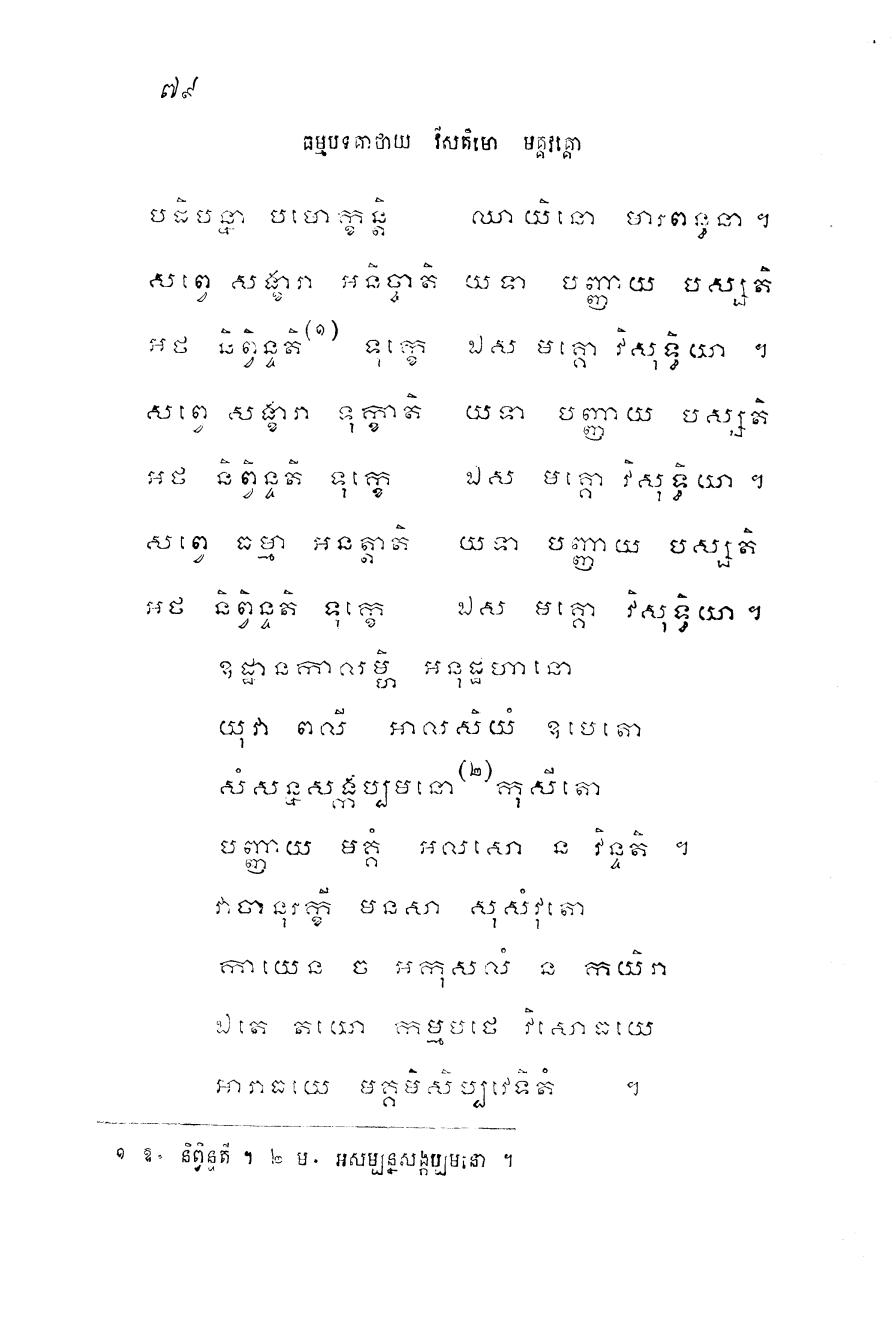 ៧៩
ធម្មបទគាថាយ វីសតិមោ មគ្គវគ្គោ
បដិបន្នា បមោក្ខន្តិ ឈាយិនោ មារពន្ធនា ។
សព្វេ សង្ខារា អនិច្ចាតិ យទា បញ្ញាយ បស្សតិ
អថ និព្វិន្ទតិ(១) ទុក្ខេ ឯស មគ្គោ វិសុទ្ធិយា ។
សព្វេ សង្ខារា ទុក្ខាតិ យទា បញ្ញាយ បស្សតិ
អថ និព្វិន្ទតី ទុក្ខេ ឯស មគ្គោ វិសុទ្ធិយា ។
សព្វេ ធម្មា អនត្តាតិ យទា បញ្ញាយ បស្សតិ
អថ និព្វិន្ទតិ ទុក្ខេ ឯស មគ្គោ វិសុទ្ធិយា ។
ឧដ្ឋានកាលម្ហិ អនុដ្ឋហានោ
យុវា ពលី អាលសិយំ ឧបេតោ
សំសន្នសង្កប្បមនោ(២) កុសីតោ
បញ្ញាយ មគ្គំ អលសោ ន វិន្ទតិ ។
វាចានុរក្ខី មនសា សុសំវុតោ
កាយេន ច អកុសលំ ន កយិរា
ឯតេ តយោ កម្មបថេ វិសោធយេ
អារាធយេ មគ្គមិសិប្បវេទិតំ ។
១ ឱ. និព្វិន្ទតី ។ ២ ម. អសម្បន្នសង្កប្បមនោ ។